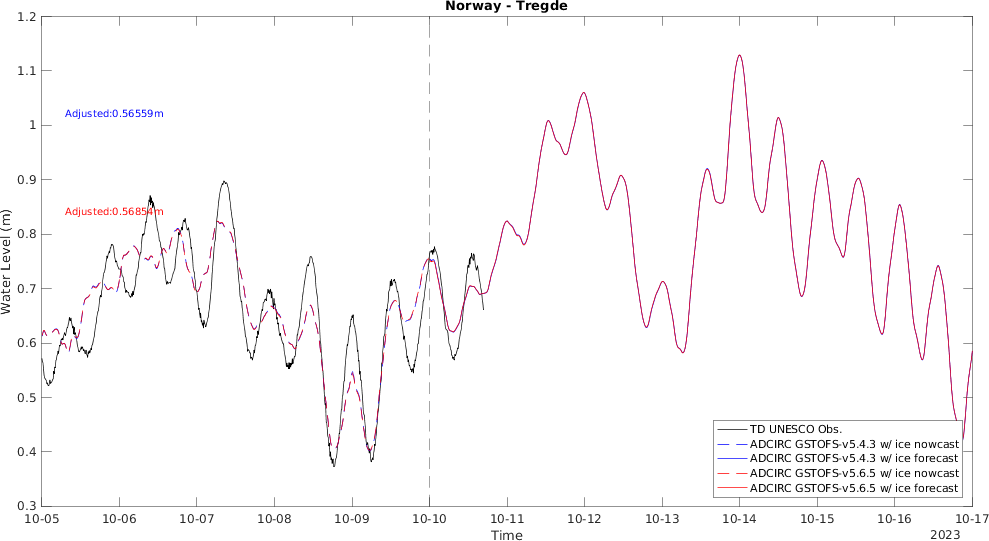 Norway - Tregde
1.2
1.1
1
0.9
0.8
0.7
0.6
0.5
0.4
0.3
Water Level (m)
Adjusted:0.56559m
Adjusted:0.56854m
TD UNESCO Obs.
ADCIRC GSTOFS-v5.4.3 w/ ice nowcast
ADCIRC GSTOFS-v5.4.3 w/ ice forecast
ADCIRC GSTOFS-v5.6.5 w/ ice nowcast
ADCIRC GSTOFS-v5.6.5 w/ ice forecast
10-05 10-06 10-07 10-08 10-09 10-10 10-11 10-12 10-13 10-14 10-15 10-16 10-17
Time
2023